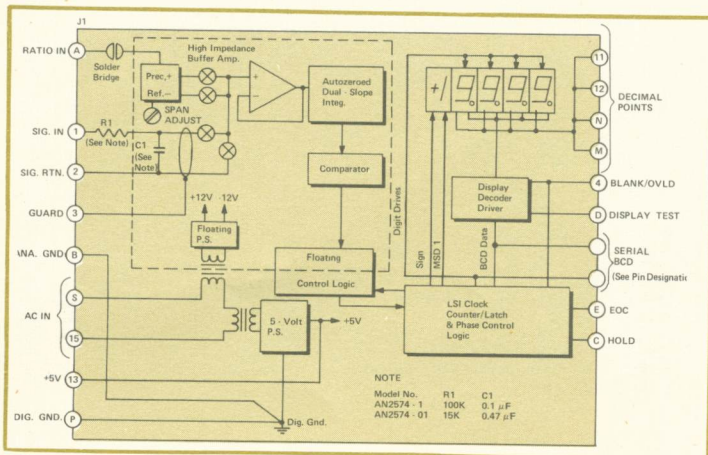 J1
RATIO IN
A
Solder
Bridge
High Impedance
Buffer Amp.
Prec,+
Ref.–
SPAN
ADJUST
+
–
Autozeroed
Dual - Slope
Integ.
+/
9.
9.
9.
9.
11
12
N
M
DECIMAL
POINTS
SIG. IN
1
R1
(See Note)
C1
(See
Note)
SIG. RTN.
2
Comparator
Digit Drives
Sign
MSD 1
BCD Data
Display
Decoder
Driver
4
BLANK/OVLD
D
DISPLAY TEST
GUARD
3
+12V
-12V
Floating
P.S.
SERIAL
BCD
(See Pin Designatic
ANA. GND
B
Floating
Control Logic
LSI Clock
Counter/Latch
& Phase Control
Logic
E
EOC
C
HOLD
AC IN
S
15
5 - Volt
P.S.
+5V
+5V
13
DIG. GND.
P
Dig. Gnd.
NOTE
Model No. R1 C1
AN2574 - 1 100K 0.1 µF
AN2574 - 01 15K 0.47 µF